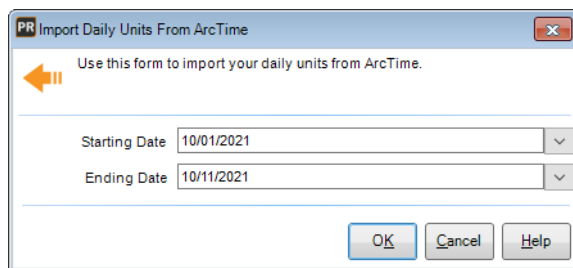 PR Import Daily Units From ArcTime
Use this form to import your daily units from ArcTime.
Starting Date 10/01/2021
Ending Date 10/11/2021
OK Cancel Help